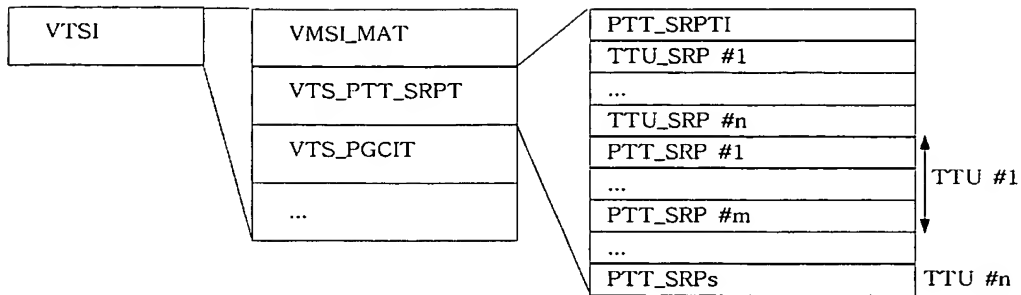 VTSI
VMSI_MAT
VTS_PTT_SRPT
VTS_PGCIT
...
PTT_SRPTI
TTU_SRP #1
...
TTU_SRP #n
PTT_SRP #1
...
PTT_SRP #m
TTU #1
...
PTT_SRPs
TTU #n